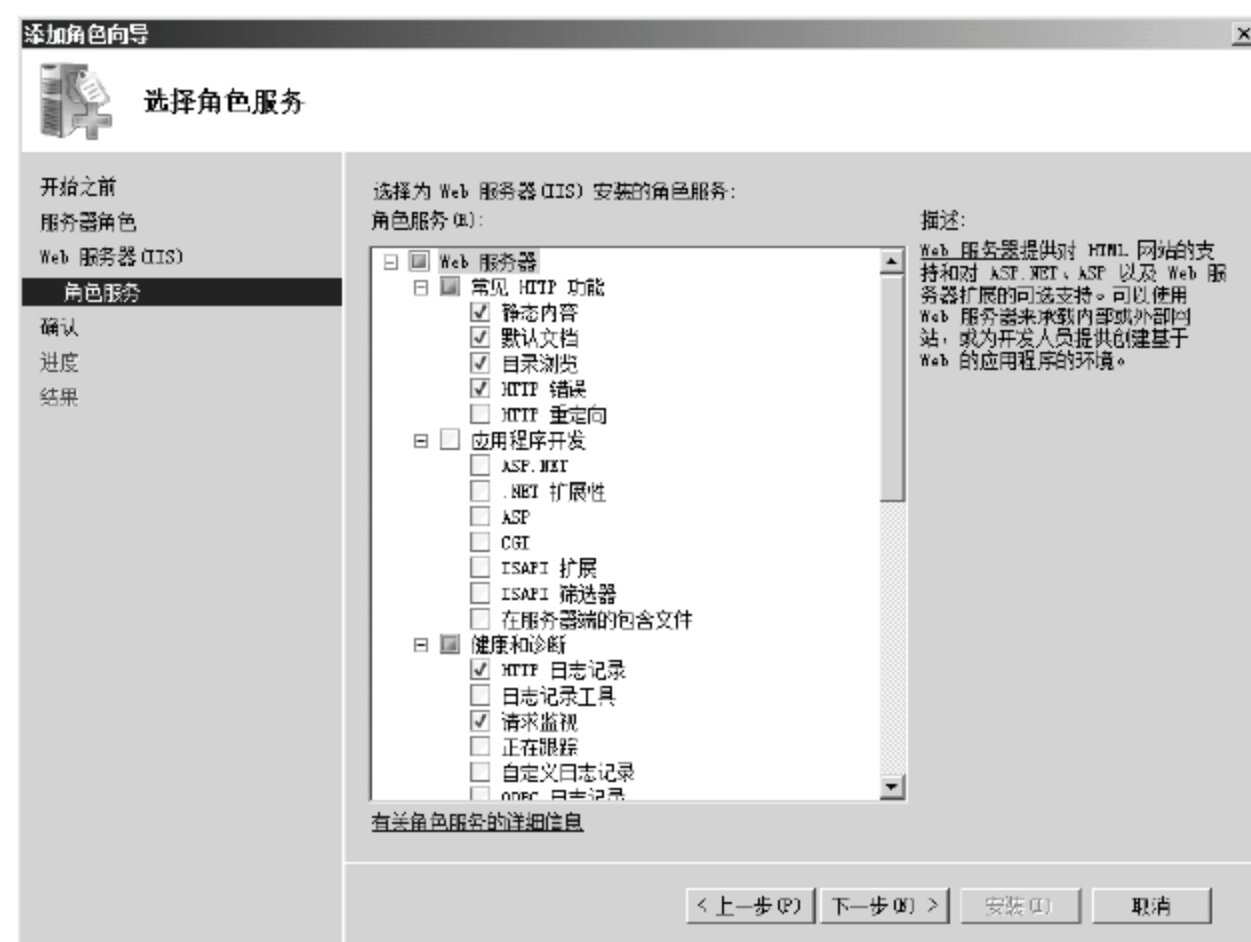 添加角色向导
选择角色服务
开始之前
服务器角色
Web 服务器(IIS)
角色服务
确认
进度
结果
选择为 Web 服务器(IIS) 安装的角色服务:
角色服务(R):
Web 服务器
常见 HTTP 功能
静态内容
默认文档
目录浏览
HTTP 错误
HTTP 重定向
应用程序开发
ASP.NET
.NET 扩展性
ASP
CGI
ISAPI 扩展
ISAPI 筛选器
在服务器端的包含文件
健康和诊断
HTTP 日志记录
日志记录工具
请求监视
正在跟踪
自定义日志记录
ODBC 日志记录
有关角色服务的详细信息
描述:
Web 服务器提供对 HTML 网站的支
持和对 ASP.NET、ASP 以及 Web 服
务器扩展的可选支持。可以使用
Web 服务器来承载内部或外部网
站，或为开发人员提供创建基于
Web 的应用程序的环境。
< 上一步(P)
下一步(N) >
安装(I)
取消